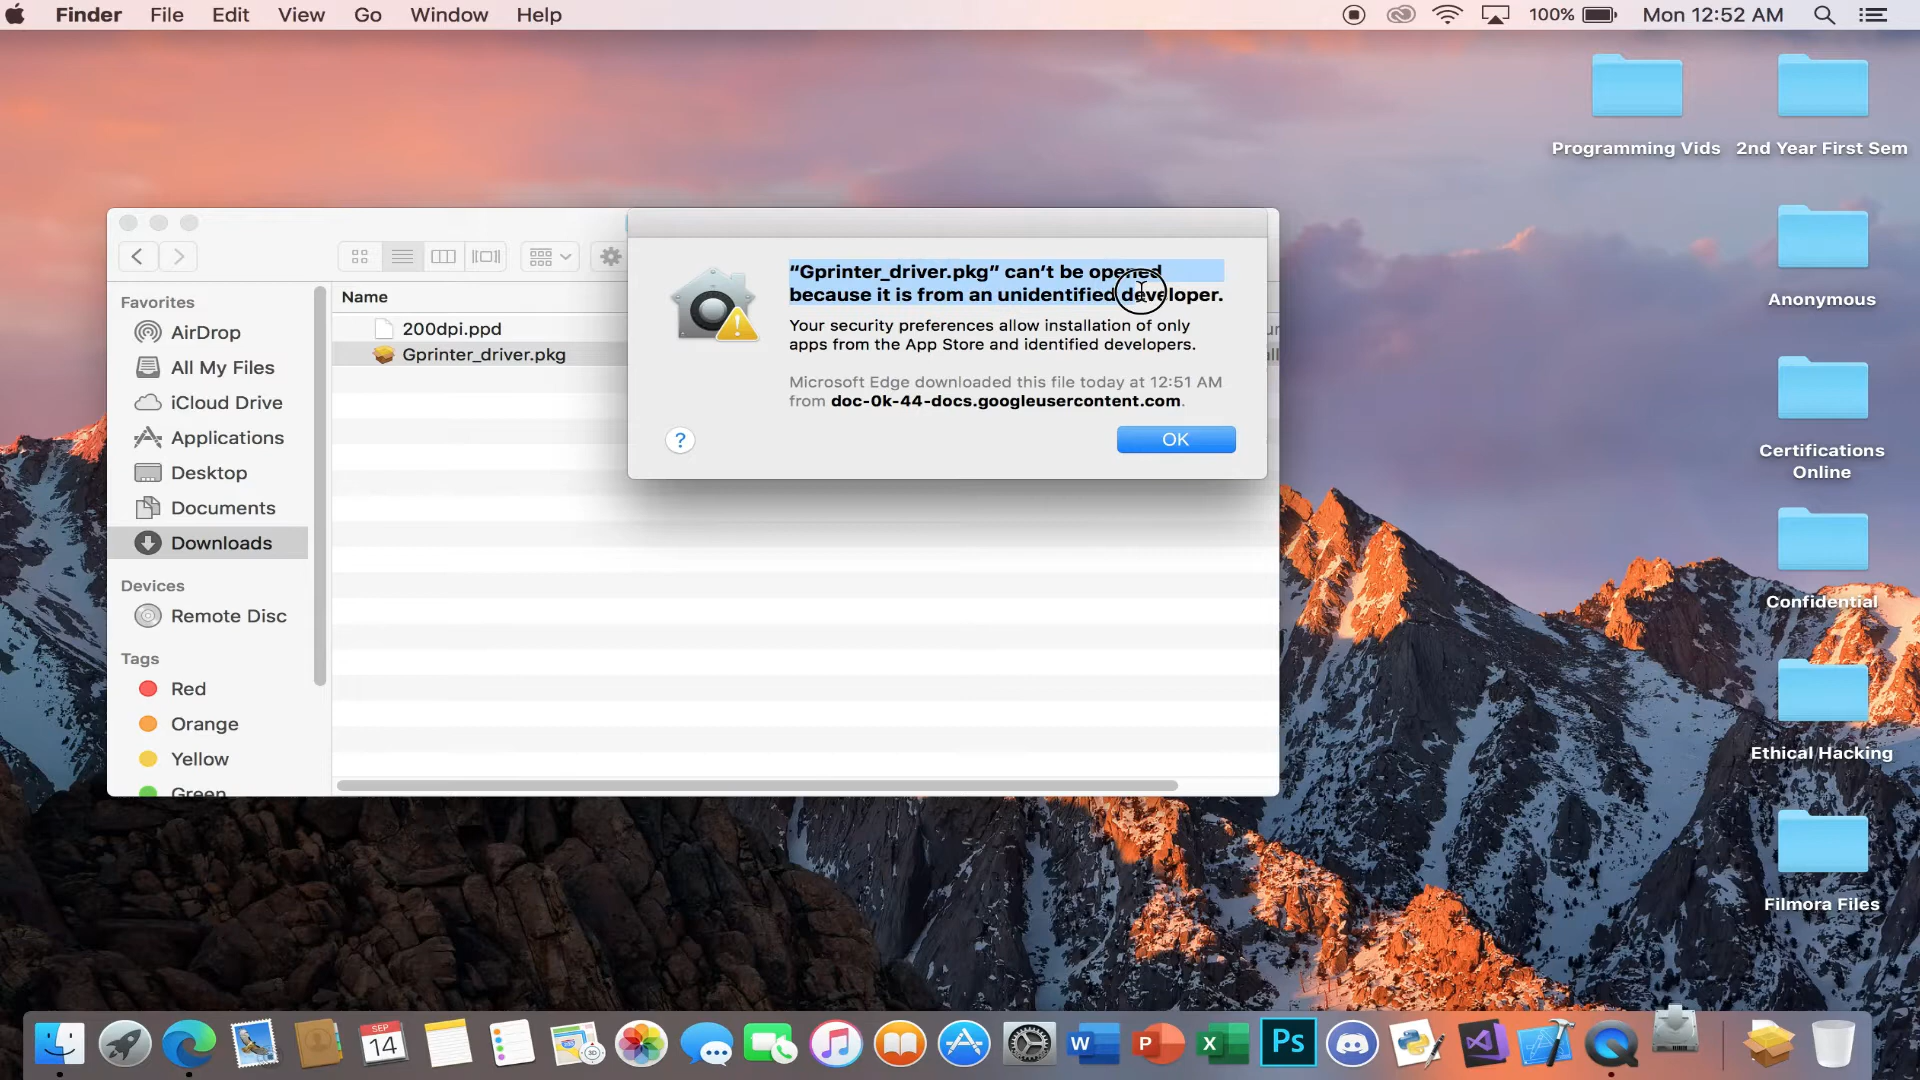 Finder File Edit View Go Window Help
100% Mon 12:52 AM
Programming Vids
2nd Year First Sem
Anonymous
Certifications
Online
Confidential
Ethical Hacking
Filmora Files
Favorites
AirDrop
All My Files
iCloud Drive
Applications
Desktop
Documents
Downloads
Devices
Remote Disc
Tags
Red
Orange
Yellow
Green
Name
200dpi.ppd
Gprinter_driver.pkg
“Gprinter_driver.pkg” can’t be opened
because it is from an unidentified developer.
Your security preferences allow installation of only
apps from the App Store and identified developers.
Microsoft Edge downloaded this file today at 12:51 AM
from doc-0k-44-docs.googleusercontent.com.
?
OK
SEP
14
3D
W
P
X
Ps